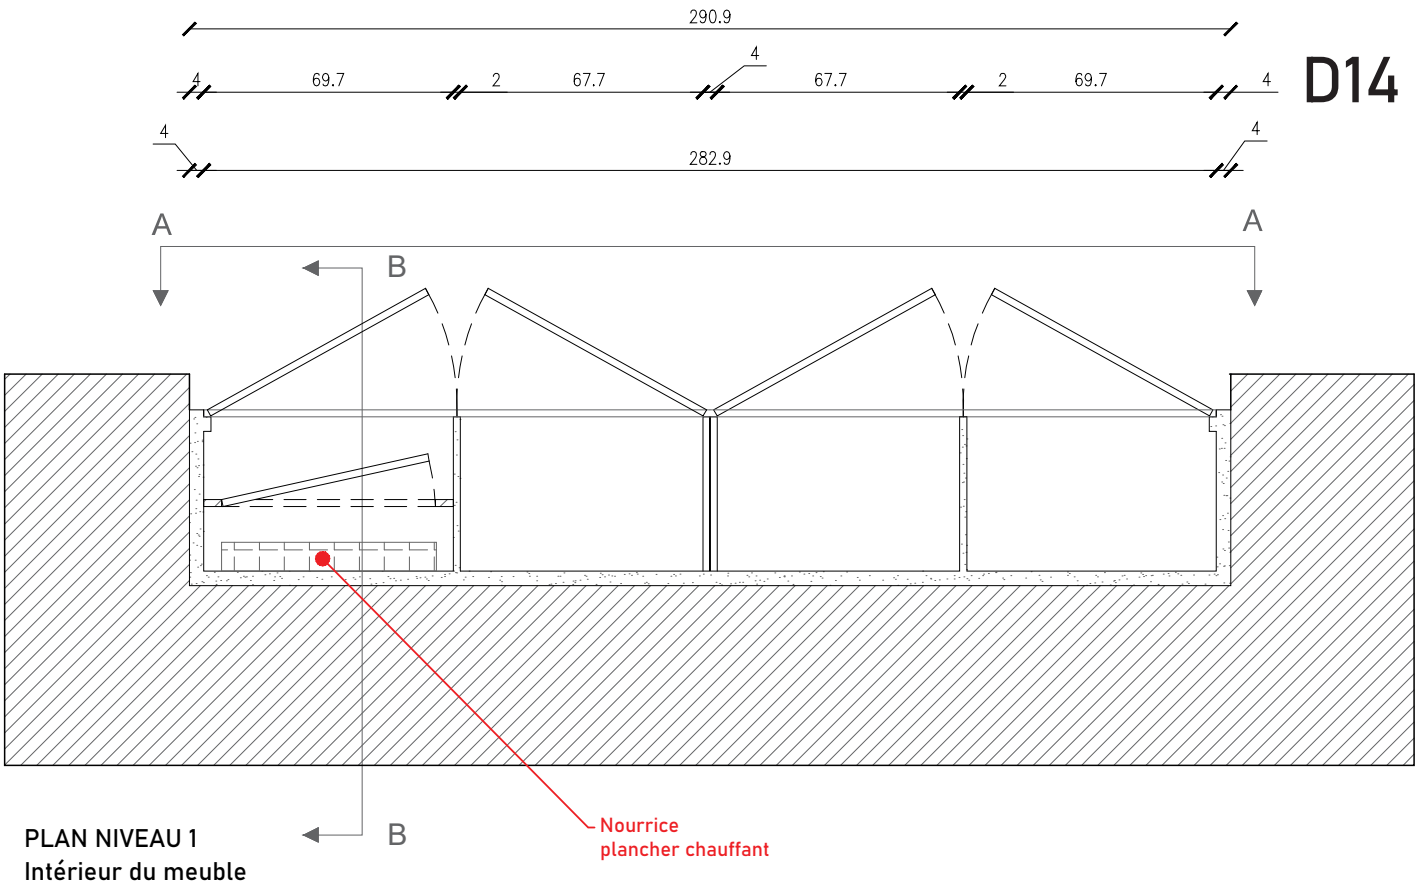 290.9
4
4
69.7
2
67.7
67.7
2
69.7
4
D14
4
282.9
4
A
A
B
Nourrice
plancher chauffant
B
PLAN NIVEAU 1
Intérieur du meuble